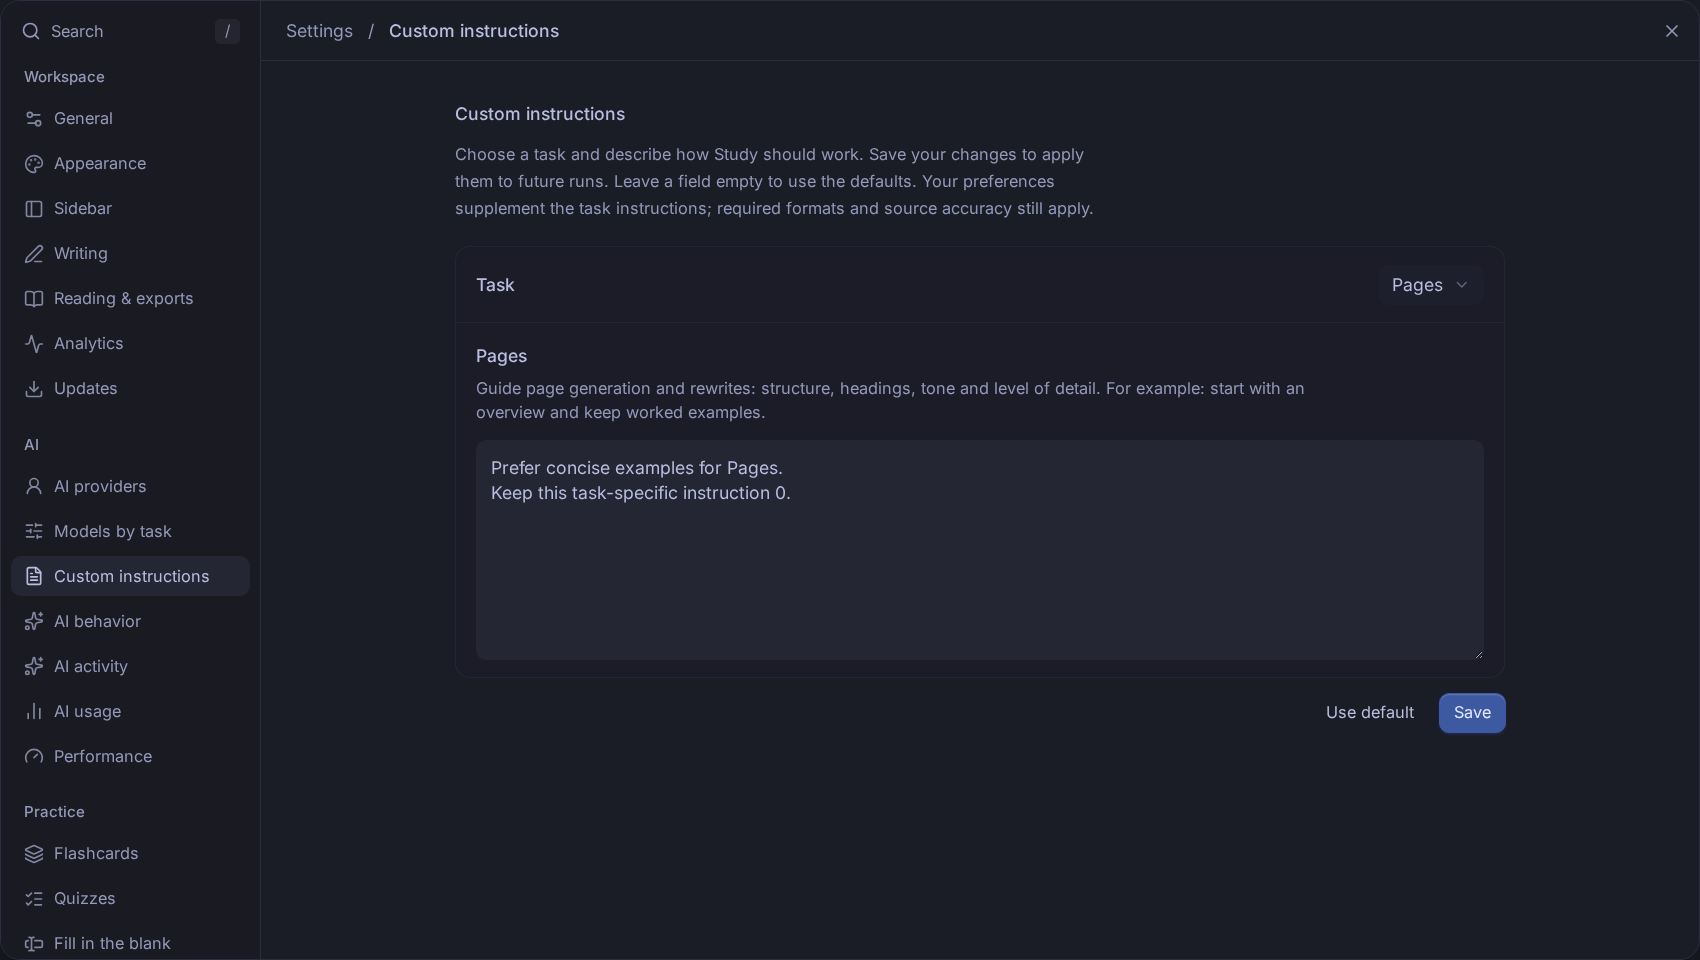 Search
/
Workspace
General
Appearance
Sidebar
Writing
Reading & exports
Analytics
Updates
AI
AI providers
Models by task
Custom instructions
AI behavior
AI activity
AI usage
Performance
Practice
Flashcards
Quizzes
Fill in the blank
Settings / Custom instructions
Custom instructions
Choose a task and describe how Study should work. Save your changes to apply
them to future runs. Leave a field empty to use the defaults. Your preferences
supplement the task instructions; required formats and source accuracy still apply.
Task
Pages
Pages
Guide page generation and rewrites: structure, headings, tone and level of detail. For example: start with an
overview and keep worked examples.
Prefer concise examples for Pages.
Keep this task-specific instruction 0.
Use default
Save